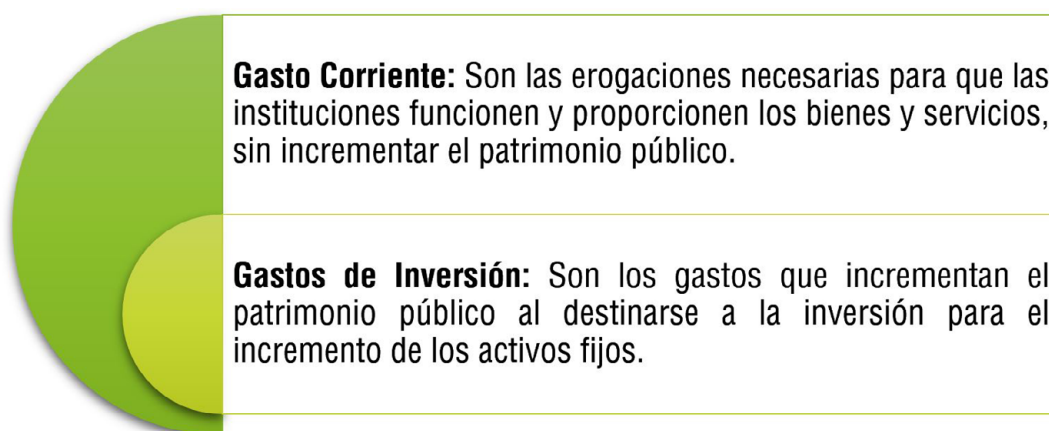 Gasto Corriente: Son las erogaciones necesarias para que las
instituciones funcionen y proporcionen los bienes y servicios,
sin incrementar el patrimonio público.
Gastos de Inversión: Son los gastos que incrementan el
patrimonio público al destinarse a la inversión para el
incremento de los activos fijos.